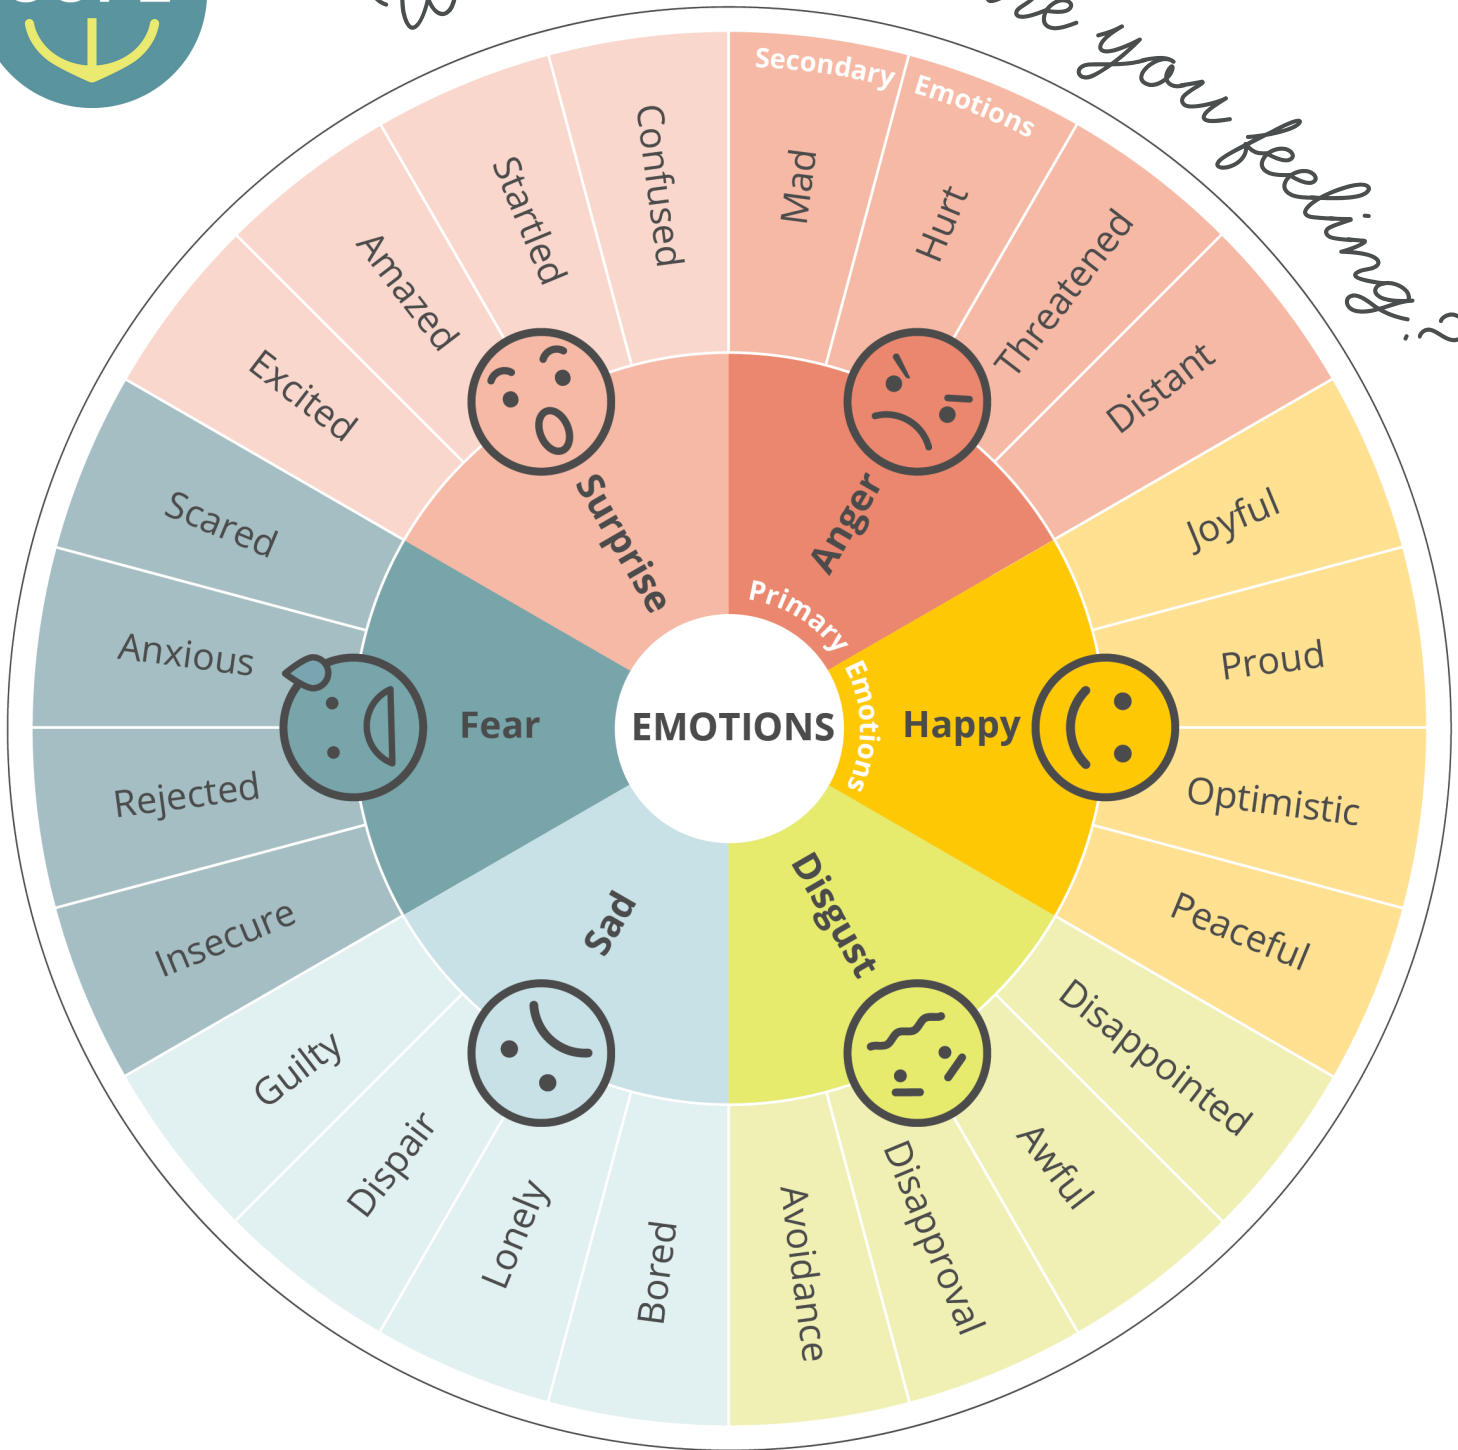 you feeling?
Secondary Emotions
Mad
Hurt
Threatened
Distant
Joyful
Proud
Optimistic
Peaceful
Disappointed
Awful
Disapproval
Avoidance
Bored
Lonely
Dispair
Guilty
Insecure
Rejected
Anxious
Scared
Excited
Amazed
Startled
Confused
Primary Emotions
Anger
Happy
Disgust
Sad
Fear
Surprise
EMOTIONS